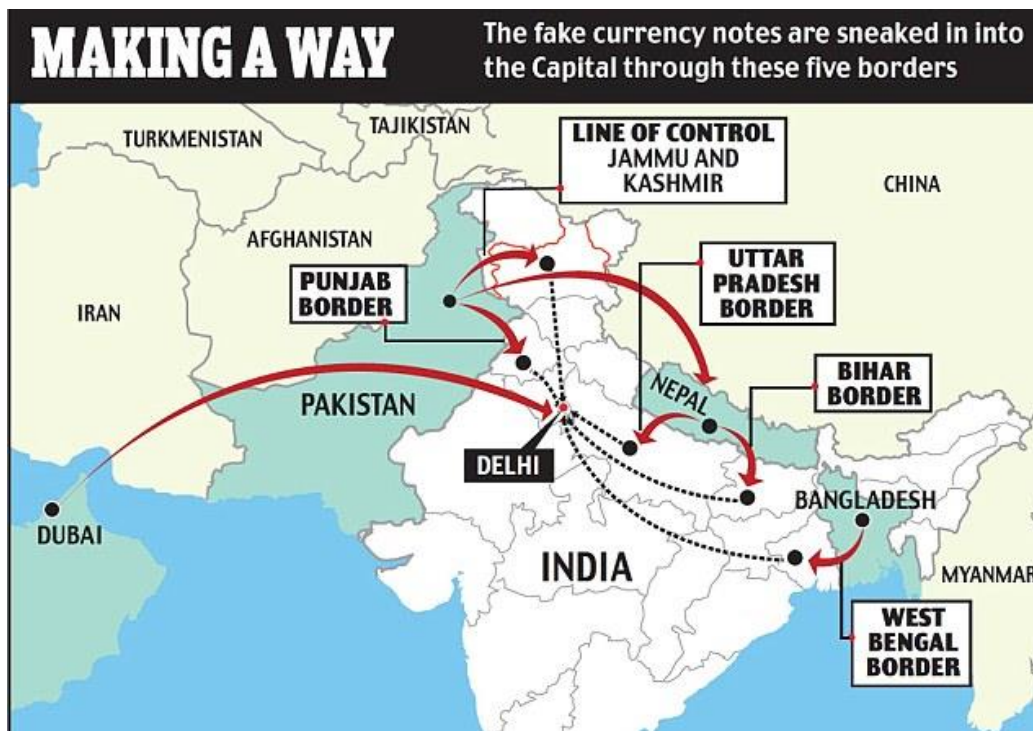 MAKING A WAY
The fake currency notes are sneaked in into
the Capital through these five borders
TURKMENISTAN
TAJIKISTAN
LINE OF CONTROL
JAMMU AND
KASHMIR
CHINA
AFGHANISTAN
PUNJAB
BORDER
UTTAR
PRADESH
BORDER
IRAN
BIHAR
BORDER
NEPAL
PAKISTAN
DELHI
BANGLADESH
DUBAI
INDIA
MYANMAR
WEST
BENGAL
BORDER